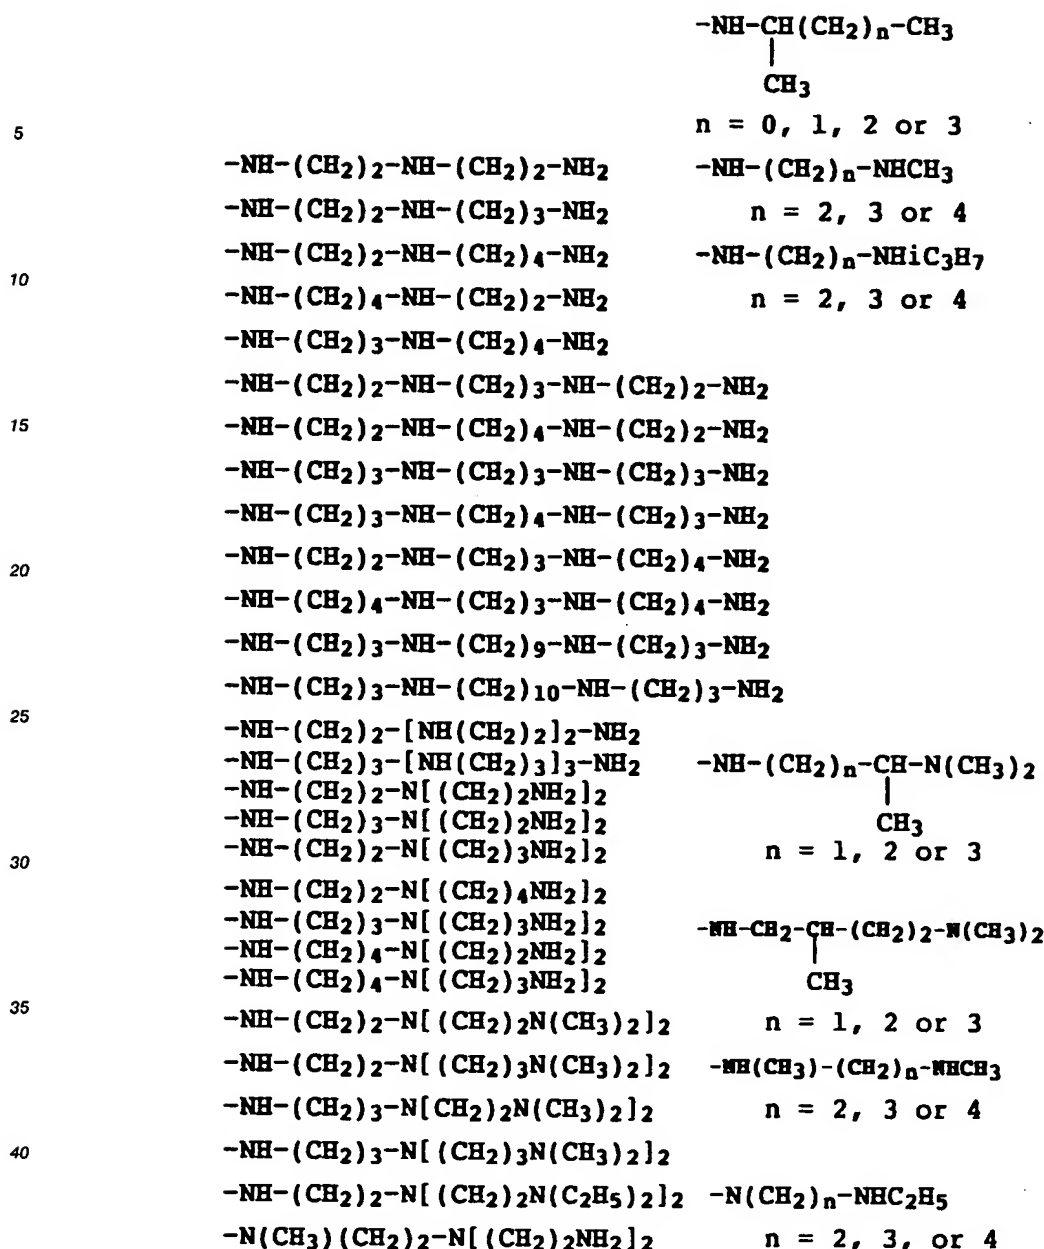 -NH-CH(CH2)n-CH3
|
CH3
5 n = 0, 1, 2 or 3
-NH-(CH2)2-NH-(CH2)2-NH2 -NH-(CH2)n-NHCH3
-NH-(CH2)2-NH-(CH2)3-NH2 n = 2, 3 or 4
-NH-(CH2)2-NH-(CH2)4-NH2 -NH-(CH2)n-NHiC3H7
10 -NH-(CH2)4-NH-(CH2)2-NH2 n = 2, 3 or 4
-NH-(CH2)3-NH-(CH2)4-NH2
-NH-(CH2)2-NH-(CH2)3-NH-(CH2)2-NH2
15 -NH-(CH2)2-NH-(CH2)4-NH-(CH2)2-NH2
-NH-(CH2)3-NH-(CH2)3-NH-(CH2)3-NH2
-NH-(CH2)3-NH-(CH2)4-NH-(CH2)3-NH2
20 -NH-(CH2)2-NH-(CH2)3-NH-(CH2)4-NH2
-NH-(CH2)4-NH-(CH2)3-NH-(CH2)4-NH2
-NH-(CH2)3-NH-(CH2)9-NH-(CH2)3-NH2
-NH-(CH2)3-NH-(CH2)10-NH-(CH2)3-NH2
25 -NH-(CH2)2-[NH(CH2)2]2-NH2
-NH-(CH2)3-[NH(CH2)3]3-NH2 -NH-(CH2)n-CH-N(CH3)2
-NH-(CH2)2-N[(CH2)2NH2]2 |
-NH-(CH2)3-N[(CH2)2NH2]2 CH3
30 -NH-(CH2)2-N[(CH2)3NH2]2 n = 1, 2 or 3
-NH-(CH2)2-N[(CH2)4NH2]2
-NH-(CH2)3-N[(CH2)3NH2]2 -NH-CH2-CH-(CH2)2-N(CH3)2
-NH-(CH2)4-N[(CH2)2NH2]2 |
-NH-(CH2)4-N[(CH2)3NH2]2 CH3
35 -NH-(CH2)2-N[(CH2)2N(CH3)2]2 n = 1, 2 or 3
-NH-(CH2)2-N[(CH2)3N(CH3)2]2 -NH(CH3)-(CH2)n-NHCH3
-NH-(CH2)3-N[CH2)2N(CH3)2]2 n = 2, 3 or 4
40 -NH-(CH2)3-N[(CH2)3N(CH3)2]2
-NH-(CH2)2-N[(CH2)2N(C2H5)2]2 -N(CH2)n-NHC2H5
-N(CH3)(CH2)2-N[(CH2)2NH2]2 n = 2, 3, or 4